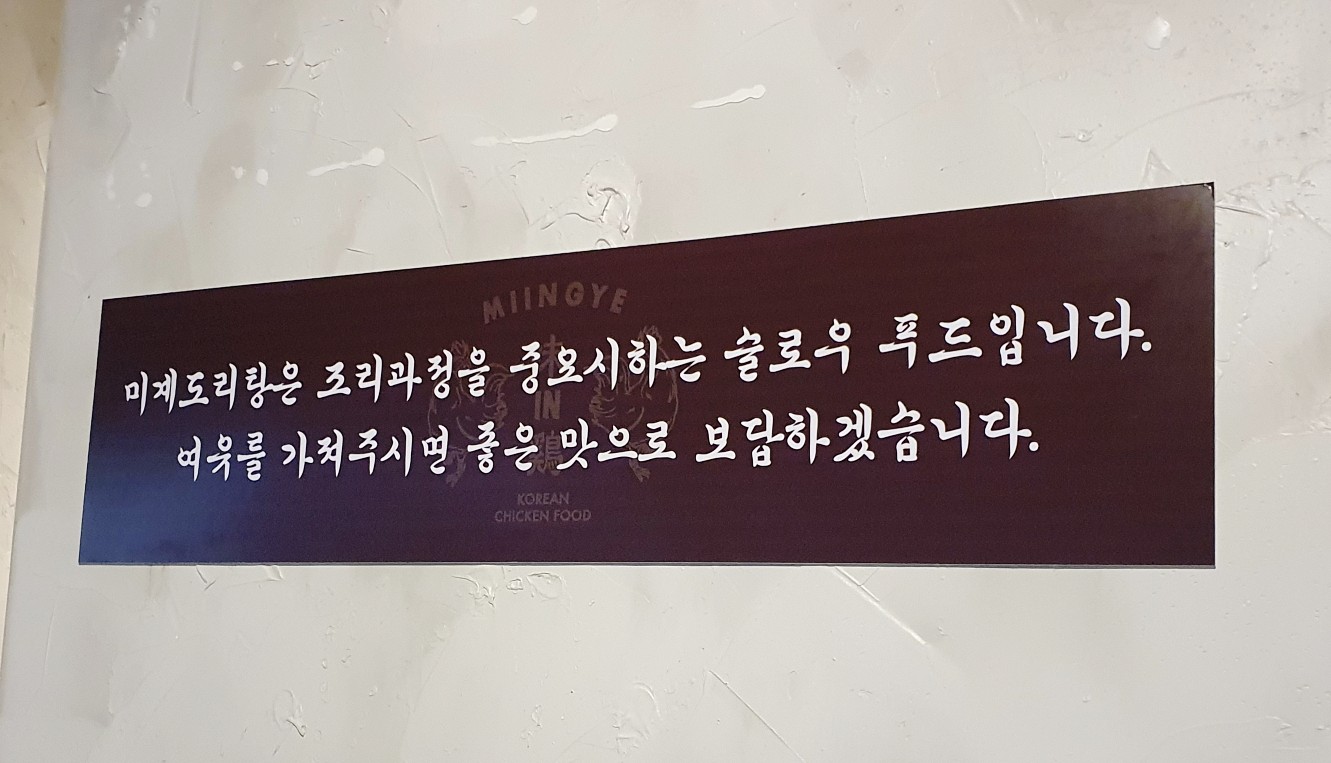 MIINGYE
味
IN
鷄
KOREAN
CHICKEN FOOD
미계도리탕은 조리과정을 중요시하는 슬로우 푸드입니다.
여유를 가져주시면 좋은 맛으로 보답하겠습니다.